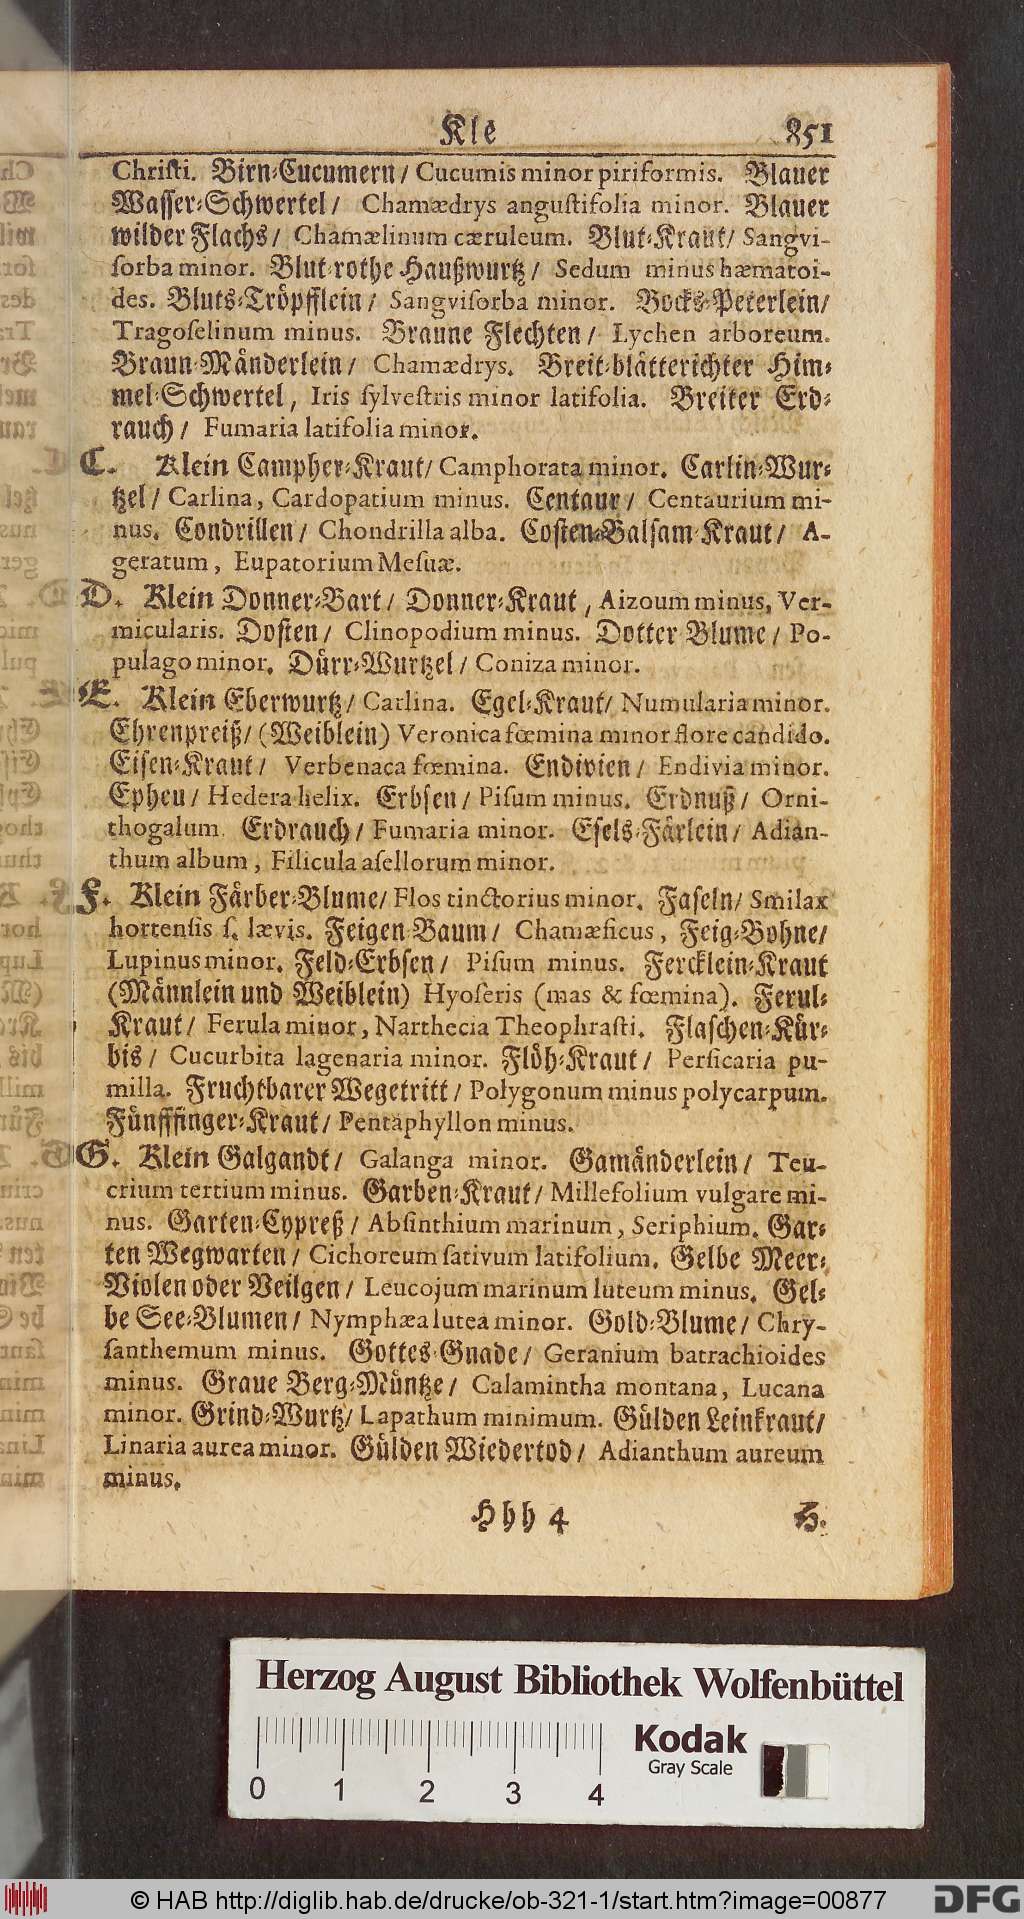 Kle 851
Chriſti. Birn-Cucumern / Cucumis minor piriformis. Blauer
Waſſer-Schwertel / Chamædrys anguſtifolia minor. Blauer
wilder Flachs / Chamælinum cæruleum. Blut-Kraut / Sangvi-
ſorba minor. Blut-rothe Haußwurtz / Sedum minus hæmatoi-
des. Bluts-Tröpfflein / Sangviſorba minor. Bocks-Peterlein /
Tragoſelinum minus. Braune Flechten / Lychen arboreum.
Braun-Mänderlein / Chamædrys. Breit-blätterichter Him-
mel-Schwertel, Iris ſylveſtris minor latifolia. Breiter Erd-
rauch / Fumaria latifolia minor.
C. Klein Campher-Kraut / Camphorata minor. Carlin-Wur-
tzel / Carlina, Cardopatium minus. Centaur / Centaurium mi-
nus. Condrillen / Chondrilla alba. Coſten-Balſam-Kraut / A-
geratum, Eupatorium Meſuæ.
D. Klein Donner-Bart / Donner-Kraut, Aizoum minus, Ver-
micularis. Doſten / Clinopodium minus. Dotter-Blume / Po-
pulago minor. Dürr-Wurtzel / Coniza minor.
E. Klein Eberwurtz / Carlina. Egel-Kraut / Numularia minor.
Ehrenpreiß / (Weiblein) Veronica fœmina minor flore candido.
Eiſen-Kraut / Verbenaca fœmina. Endivien / Endivia minor.
Epheu / Hedera helix. Erbſen / Piſum minus. Erdnuß / Orni-
thogalum. Erdrauch / Fumaria minor. Eſels-Färlein / Adian-
thum album, Filicula aſellorum minor.
F. Klein Färber-Blume / Flos tinctorius minor. Faſeln / Smilax
hortenſis ſ. lævis. Feigen-Baum / Chamæficus, Feig-Bohne /
Lupinus minor. Feld-Erbſen / Piſum minus. Fercklein-Kraut
(Männlein und Weiblein) Hyoſeris (mas & fœmina). Ferul-
Kraut / Ferula minor, Narthecia Theophraſti. Flaſchen-Kür-
bis / Cucurbita lagenaria minor. Flöh-Kraut / Perſicaria pu-
milla. Fruchtbarer Wegetritt / Polygonum minus polycarpum.
Fünfffinger-Kraut / Pentaphyllon minus.
G. Klein Galgandt / Galanga minor. Gamänderlein / Teu-
crium tertium minus. Garben-Kraut / Millefolium vulgare mi-
nus. Garten-Cypreß / Abſinthium marinum, Seriphium. Gar-
ten Wegwarten / Cichoreum ſativum latifolium. Gelbe Meer-
Violen oder Veilgen / Leucojum marinum luteum minus. Gel-
be See-Blumen / Nymphæa lutea minor. Gold-Blume / Chry-
ſanthemum minus. Gottes-Gnade / Geranium batrachioides
minus. Graue Berg-Müntze / Calamintha montana, Lucana
minor. Grind-Wurtz / Lapathum minimum. Gülden Leinkraut /
Linaria aurea minor. Gülden Wiedertod / Adianthum aureum
minus.
Hhh 4 H.
Herzog August Bibliothek Wolfenbüttel
Kodak
Gray Scale
0 1 2 3 4
© HAB http://diglib.hab.de/drucke/ob-321-1/start.htm?image=00877
DFG